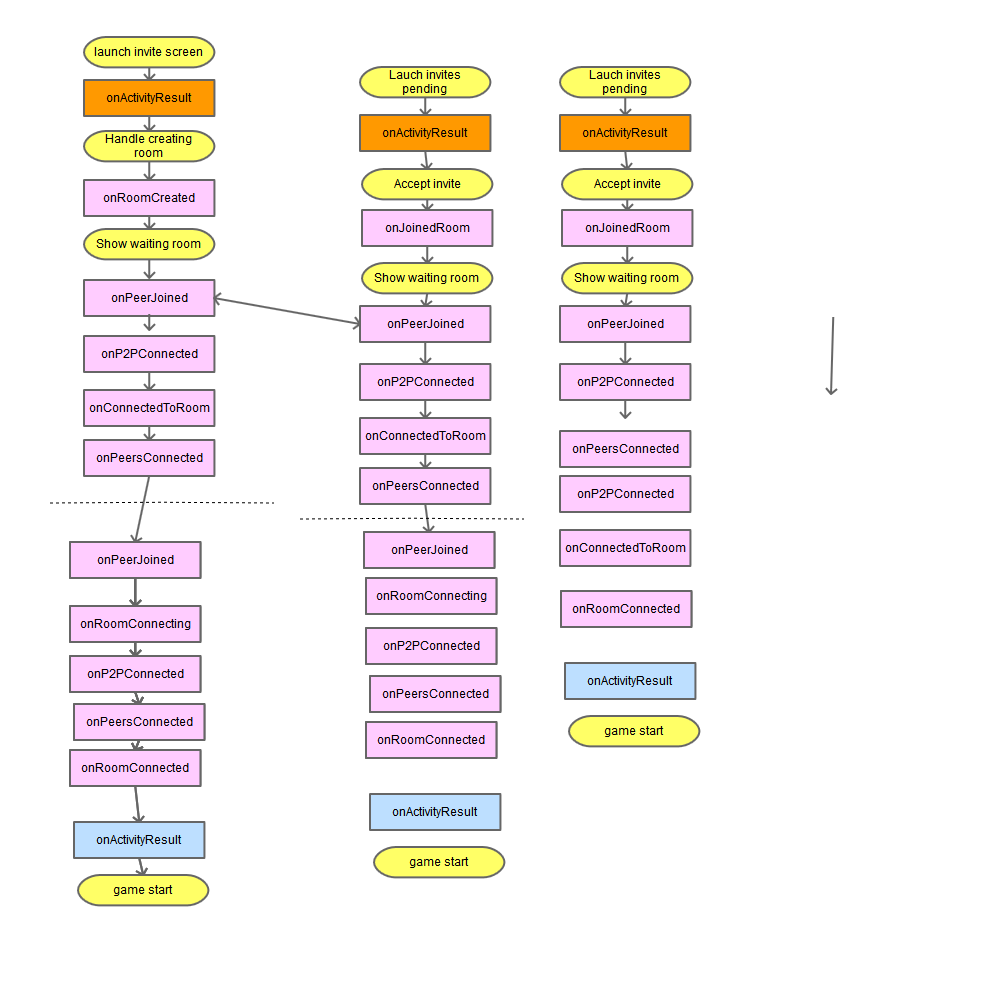 launch invite screen
onActivityResult
Handle creating
room
onRoomCreated
Show waiting room
onPeerJoined
onP2PConnected
onConnectedToRoom
onPeersConnected
onPeerJoined
onRoomConnecting
onP2PConnected
onPeersConnected
onRoomConnected
onActivityResult
game start
Lauch invites
pending
onActivityResult
Accept invite
onJoinedRoom
Show waiting room
onPeerJoined
onP2PConnected
onConnectedToRoom
onPeersConnected
onPeerJoined
onRoomConnecting
onP2PConnected
onPeersConnected
onRoomConnected
onActivityResult
game start
Lauch invites
pending
onActivityResult
Accept invite
onJoinedRoom
Show waiting room
onPeerJoined
onP2PConnected
onPeersConnected
onP2PConnected
onConnectedToRoom
onRoomConnected
onActivityResult
game start